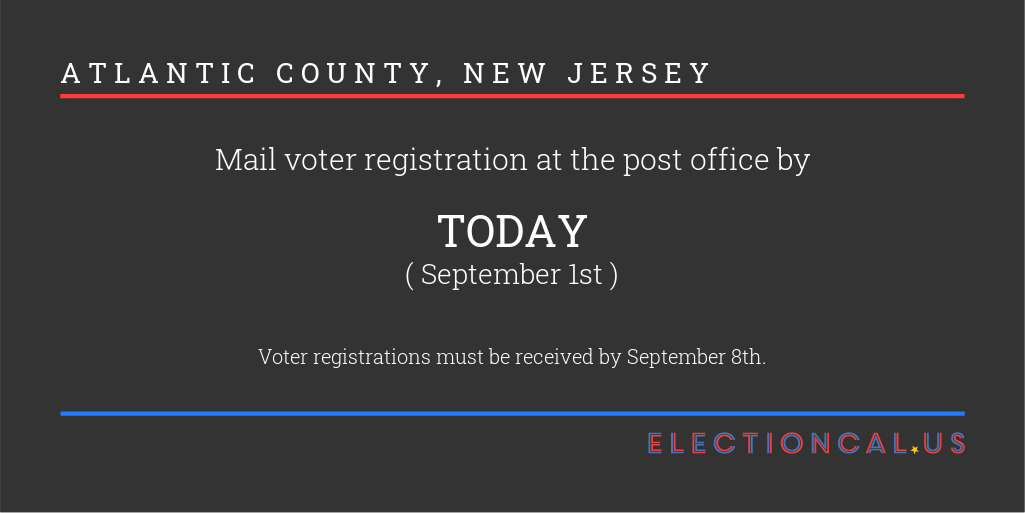 ATLANTIC COUNTY, NEW JERSEY
Mail voter registration at the post office by
TODAY
( September 1st )
Voter registrations must be received by September 8th.
ELECTIONCAL.US